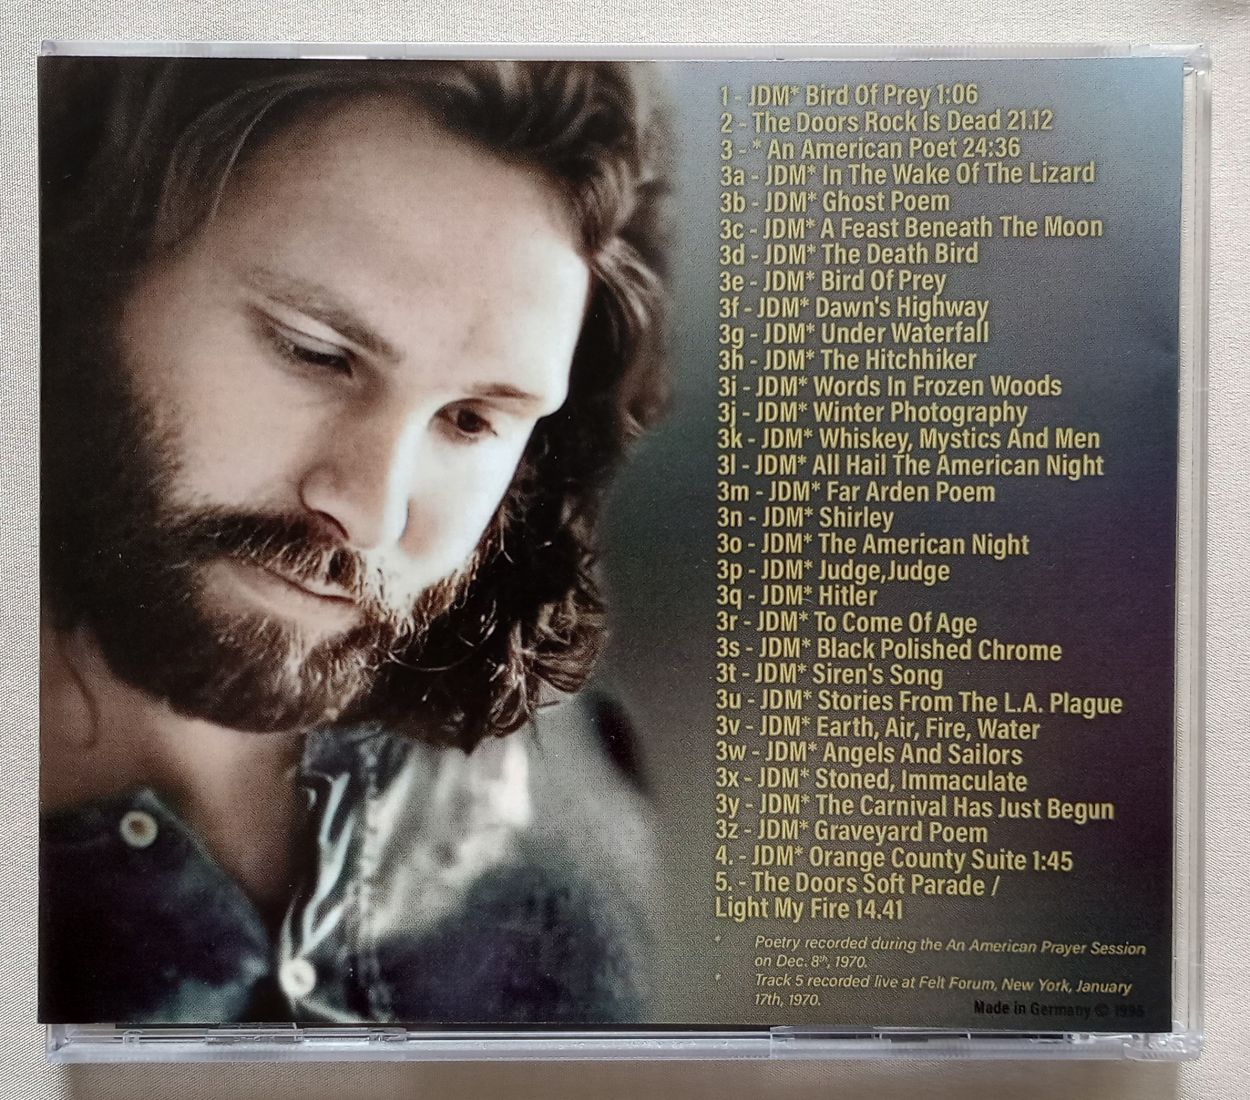 1 - JDM* Bird Of Prey 1:06
2 - The Doors Rock Is Dead 21.12
3 - * An American Poet 24:36
3a - JDM* In The Wake Of The Lizard
3b - JDM* Ghost Poem
3c - JDM* A Feast Beneath The Moon
3d - JDM* The Death Bird
3e - JDM* Bird Of Prey
3f - JDM* Dawn's Highway
3g - JDM* Under Waterfall
3h - JDM* The Hitchhiker
3i - JDM* Words In Frozen Woods
3j - JDM* Winter Photography
3k - JDM* Whiskey, Mystics And Men
3l - JDM* All Hail The American Night
3m - JDM* Far Arden Poem
3n - JDM* Shirley
3o - JDM* The American Night
3p - JDM* Judge,Judge
3q - JDM* Hitler
3r - JDM* To Come Of Age
3s - JDM* Black Polished Chrome
3t - JDM* Siren's Song
3u - JDM* Stories From The L.A. Plague
3v - JDM* Earth, Air, Fire, Water
3w - JDM* Angels And Sailors
3x - JDM* Stoned, Immaculate
3y - JDM* The Carnival Has Just Begun
3z - JDM* Graveyard Poem
4. - JDM* Orange County Suite 1:45
5. - The Doors Soft Parade /
Light My Fire 14.41
* Poetry recorded during the An American Prayer Session
on Dec. 8th, 1970.
* Track 5 recorded live at Felt Forum, New York, January
17th, 1970.
Made in Germany ©